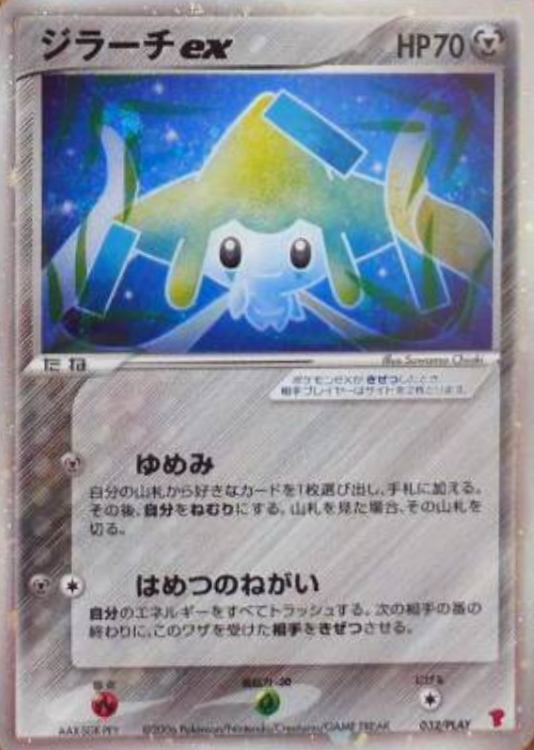 ジラーチex HP70
たね
Illus. Sawamo Chiaki
ポケモンexがきぜつしたとき、
相手プレイヤーはサイドを2枚とります。
ゆめみ
自分の山札から好きなカードを1枚選び出し、手札に加える。
その後、自分をねむりにする。山札を見た場合、その山札を
切る。
はめつのねがい
自分のエネルギーをすべてトラッシュする。次の相手の番の
終わりに、このワザを受けた相手をきぜつさせる。
弱点 抵抗力 -30 にげる
©2006 Pokémon/Nintendo/Creatures/GAME FREAK 032/PLAY